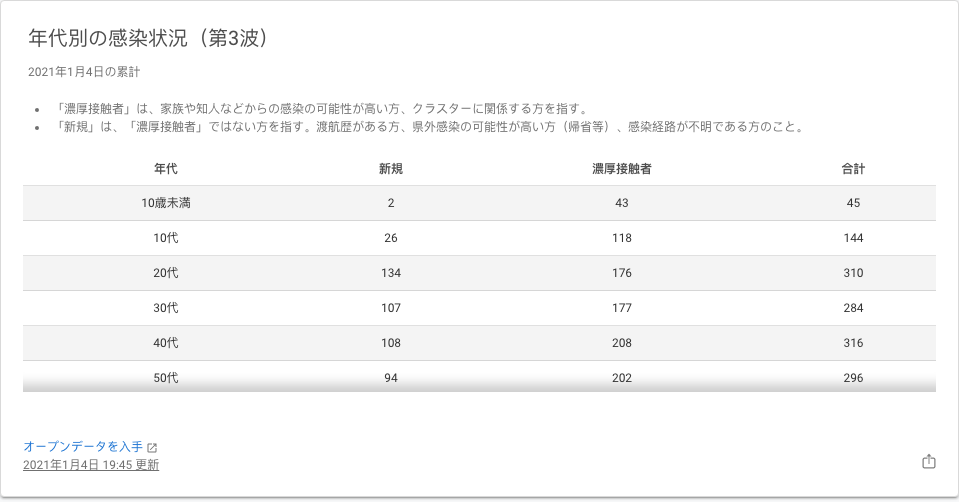 年代別の感染状況（第3波）
2021年1月4日の累計
• 「濃厚接触者」は、家族や知人などからの感染の可能性が高い方、クラスターに関係する方を指す。
• 「新規」は、「濃厚接触者」ではない方を指す。渡航歴がある方、県外感染の可能性が高い方（帰省等）、感染経路が不明である方のこと。
年代 新規 濃厚接触者 合計
10歳未満 2 43 45
10代 26 118 144
20代 134 176 310
30代 107 177 284
40代 108 208 316
50代 94 202 296
オープンデータを入手
2021年1月4日 19:45 更新